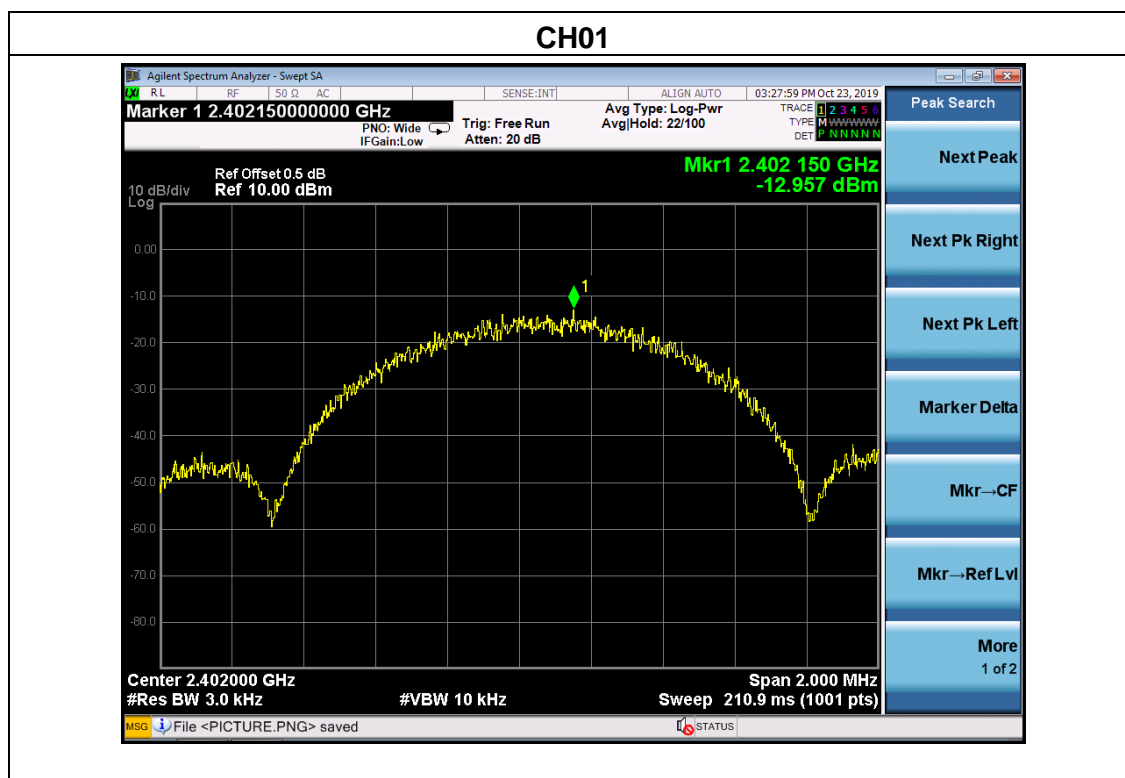 CH01
Agilent Spectrum Analyzer - Swept SA
LXI RL RF 50 Ω AC SENSE:INT ALIGN AUTO 03:27:59 PM Oct 23, 2019
Marker 1 2.402150000000 GHz
PNO: Wide
IFGain:Low
Trig: Free Run
Atten: 20 dB
Avg Type: Log-Pwr
Avg|Hold: 22/100
TRACE 1 2 3 4 5 6
TYPE M W W W W W
DET P N N N N N
Peak Search
Mkr1 2.402 150 GHz
-12.957 dBm
Ref Offset 0.5 dB
10 dB/div Ref 10.00 dBm
Log
0.00
-10.0
-20.0
-30.0
-40.0
-50.0
-60.0
-70.0
-80.0
1
Center 2.402000 GHz Span 2.000 MHz
#Res BW 3.0 kHz #VBW 10 kHz Sweep 210.9 ms (1001 pts)
Next Peak
Next Pk Right
Next Pk Left
Marker Delta
Mkr→CF
Mkr→Ref Lvl
More
1 of 2
MSG File <PICTURE.PNG> saved STATUS